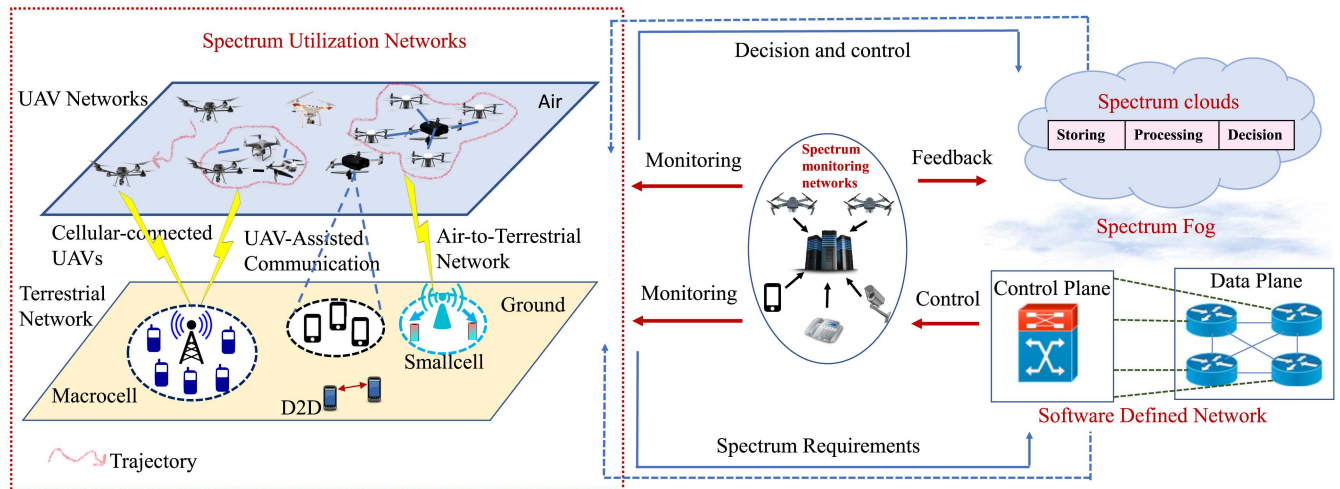 Spectrum Utilization Networks
UAV Networks
Air
Cellular-connected
UAVs
UAV-Assisted
Communication
Air-to-Terrestrial
Network
Terrestrial
Network
Ground
Macrocell
Smallcell
D2D
Trajectory
Decision and control
Monitoring
Spectrum
monitoring
networks
Feedback
Monitoring
Control
Spectrum Requirements
Spectrum clouds
Storing Processing Decision
Spectrum Fog
Control Plane
Data Plane
Software Defined Network